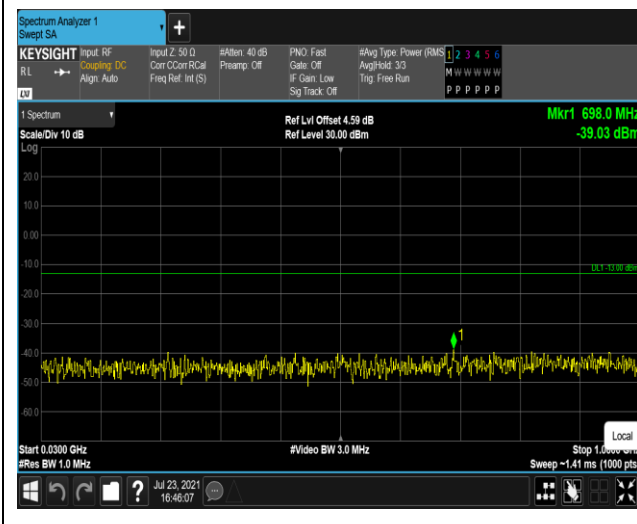 Spectrum Analyzer 1
Swept SA
+
KEYSIGHT
RL
LXI
Input: RF
Coupling: DC
Align: Auto
Input Z: 50 Ω
Corr CCorr RCal
Freq Ref: Int (S)
#Atten: 40 dB
Preamp: Off
PNO: Fast
Gate: Off
IF Gain: Low
Sig Track: Off
#Avg Type: Power (RMS
Avg|Hold: 3/3
Trig: Free Run
1 2 3 4 5 6
M W W W W W
P P P P P P
1 Spectrum
Scale/Div 10 dB
Log
Ref Lvl Offset 4.59 dB
Ref Level 30.00 dBm
Mkr1 698.0 MHz
-39.03 dBm
20.0
10.0
0.00
-10.0
DL1 -13.00 dBm
-20.0
-30.0
1
-40.0
-50.0
-60.0
Local
Start 0.0300 GHz
#Video BW 3.0 MHz
Stop 1.0
#Res BW 1.0 MHz
Sweep ~1.41 ms (1000 pts
?
Jul 23, 2021
16:46:07